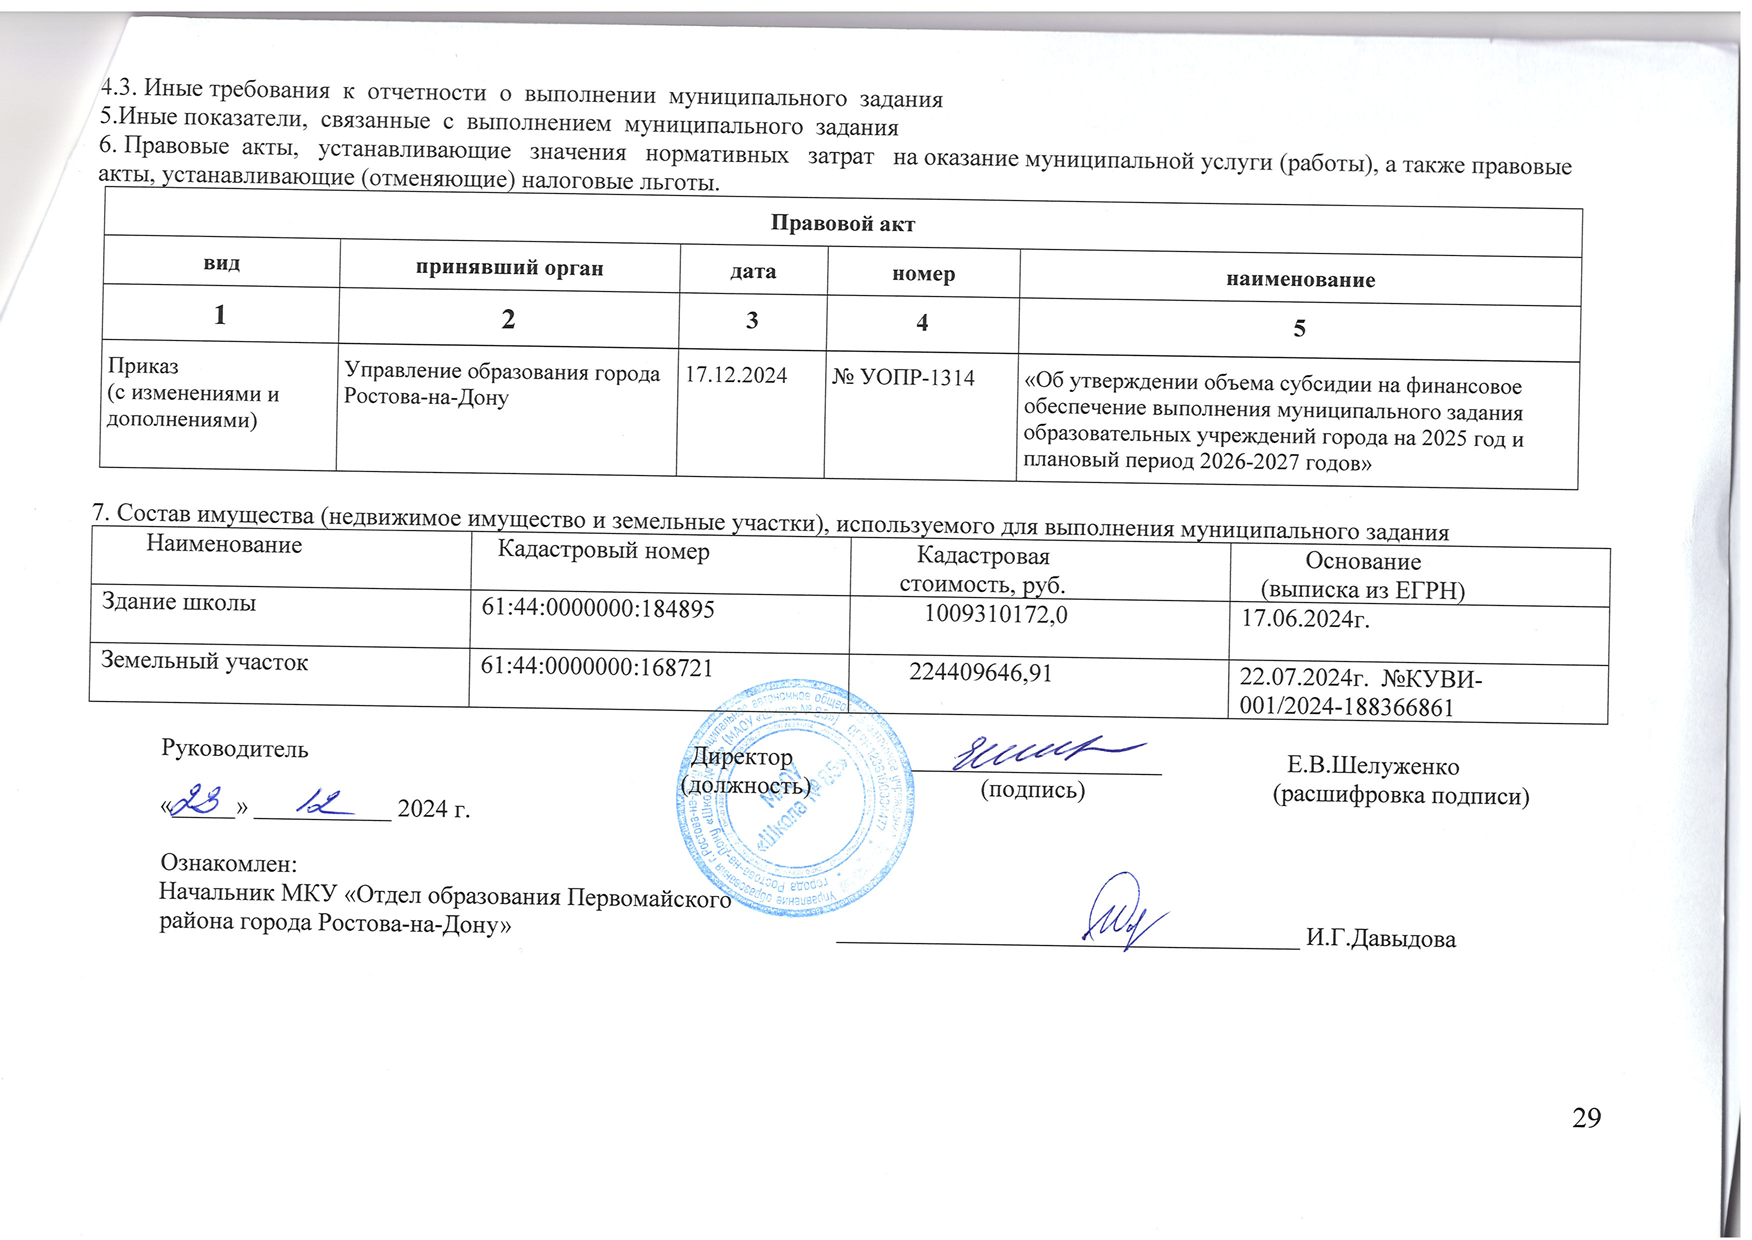 4.3. Иные требования к отчетности о выполнении муниципального задания
5.Иные показатели, связанные с выполнением муниципального задания
6. Правовые акты, устанавливающие значения нормативных затрат на оказание муниципальной услуги (работы), а также правовые
акты, устанавливающие (отменяющие) налоговые льготы.
Правовой акт
вид принявший орган дата номер наименование
1 2 3 4 5
Приказ
(с изменениями и
дополнениями)
Управление образования города
Ростова-на-Дону
17.12.2024
№ УОПР-1314
«Об утверждении объема субсидии на финансовое
обеспечение выполнения муниципального задания
образовательных учреждений города на 2025 год и
плановый период 2026-2027 годов»
7. Состав имущества (недвижимое имущество и земельные участки), используемого для выполнения муниципального задания
Наименование
Кадастровый номер
Кадастровая
стоимость, руб.
Основание
(выписка из ЕГРН)
Здание школы
61:44:0000000:184895
1009310172,0
17.06.2024г.
Земельный участок
61:44:0000000:168721
224409646,91
22.07.2024г. №КУВИ-
001/2024-188366861
Руководитель
Директор
(должность)
(подпись)
Е.В.Шелуженко
(расшифровка подписи)
«23» 12 2024 г.
МАОУ
«Школа
Ознакомлен:
Начальник МКУ «Отдел образования Первомайского
района города Ростова-на-Дону»
И.Г.Давыдова
29